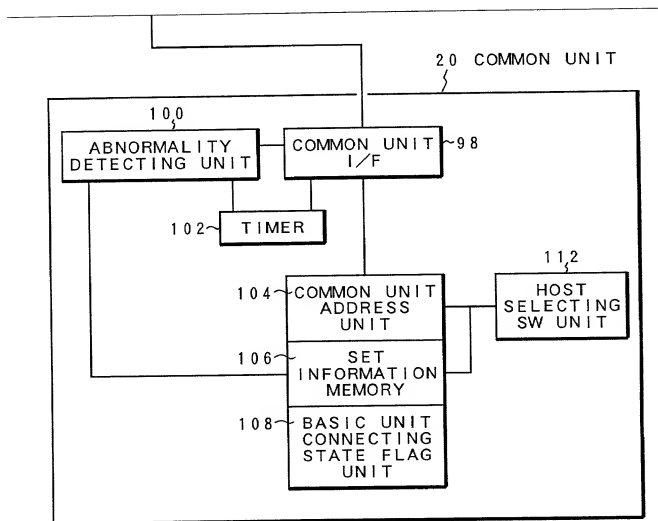 20 COMMON UNIT
100
ABNORMALITY
DETECTING UNIT
COMMON UNIT
I/F
98
102
TIMER
112
HOST
SELECTING
SW UNIT
104
COMMON UNIT
ADDRESS
UNIT
106
SET
INFORMATION
MEMORY
108
BASIC UNIT
CONNECTING
STATE FLAG
UNIT